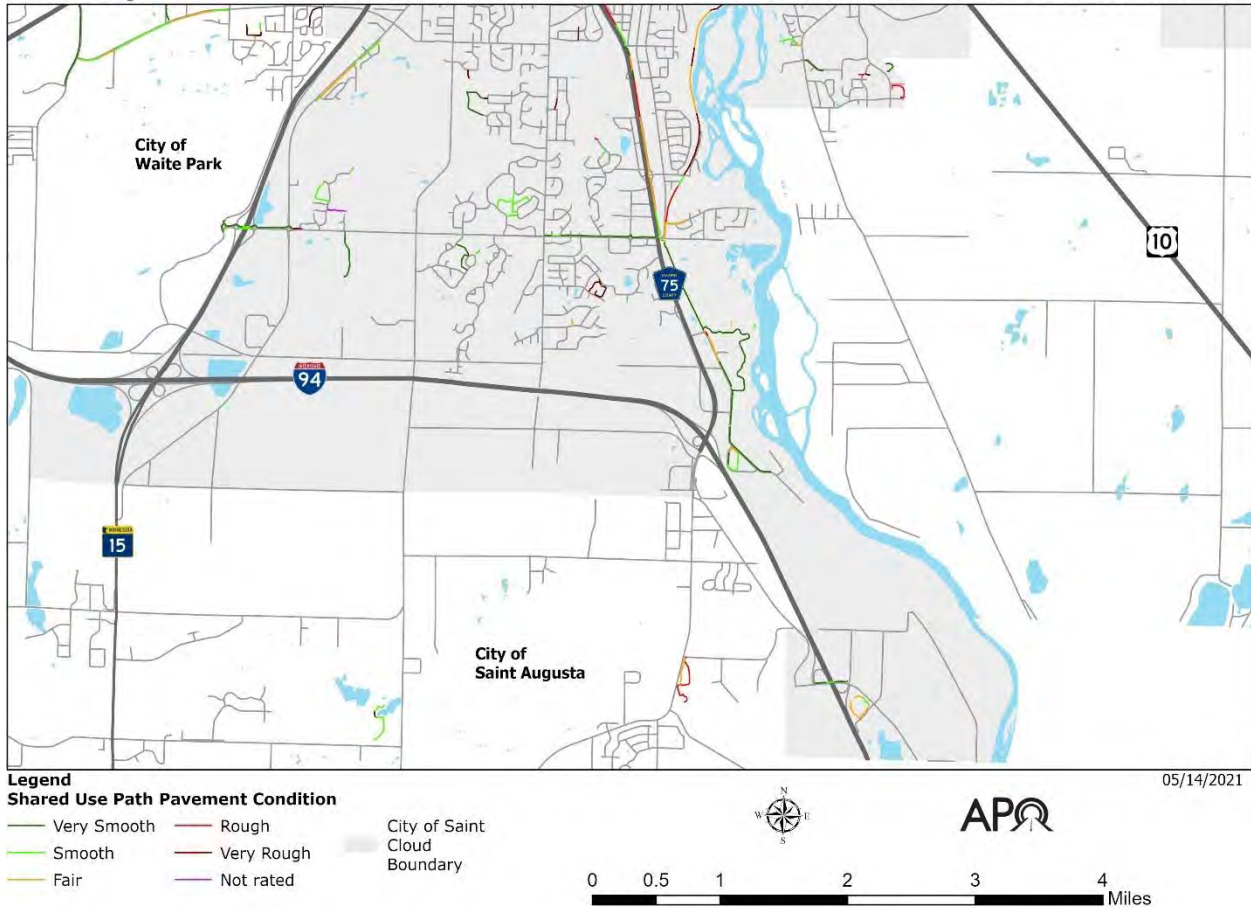 City of
Waite Park
10
75
INTERSTATE
94
MINNESOTA
15
City of
Saint Augusta
Legend
05/14/2021
Shared Use Path Pavement Condition
Very Smooth
Rough
City of Saint
Cloud
Boundary
Smooth
Very Rough
Fair
Not rated
N
W
E
S
APO
0
0.5
1
2
3
4
Miles